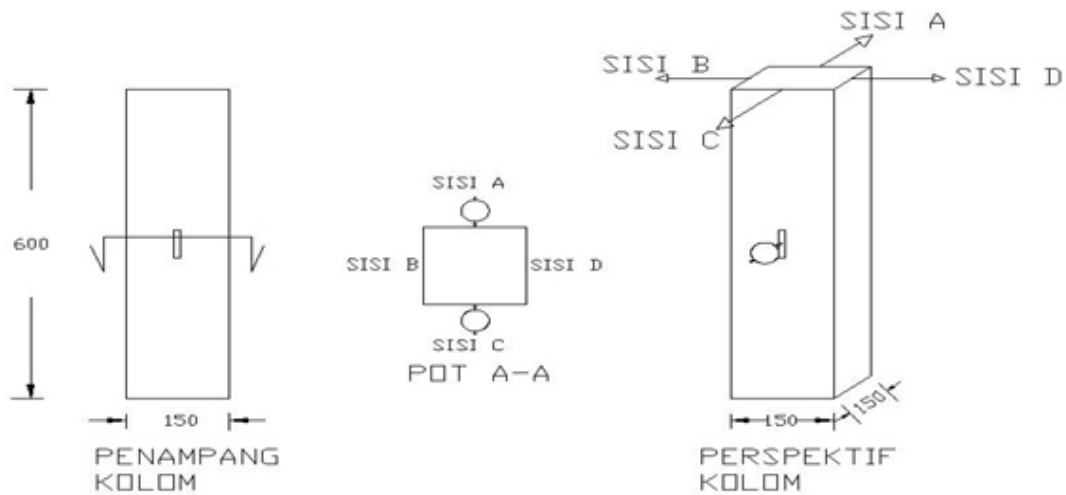 600
150
PENAMPANG
KOLOM
SISI A
SISI B
SISI D
SISI C
POT A-A
SISI A
SISI B
SISI D
SISI C
150
150
PERSPEKTIF
KOLOM